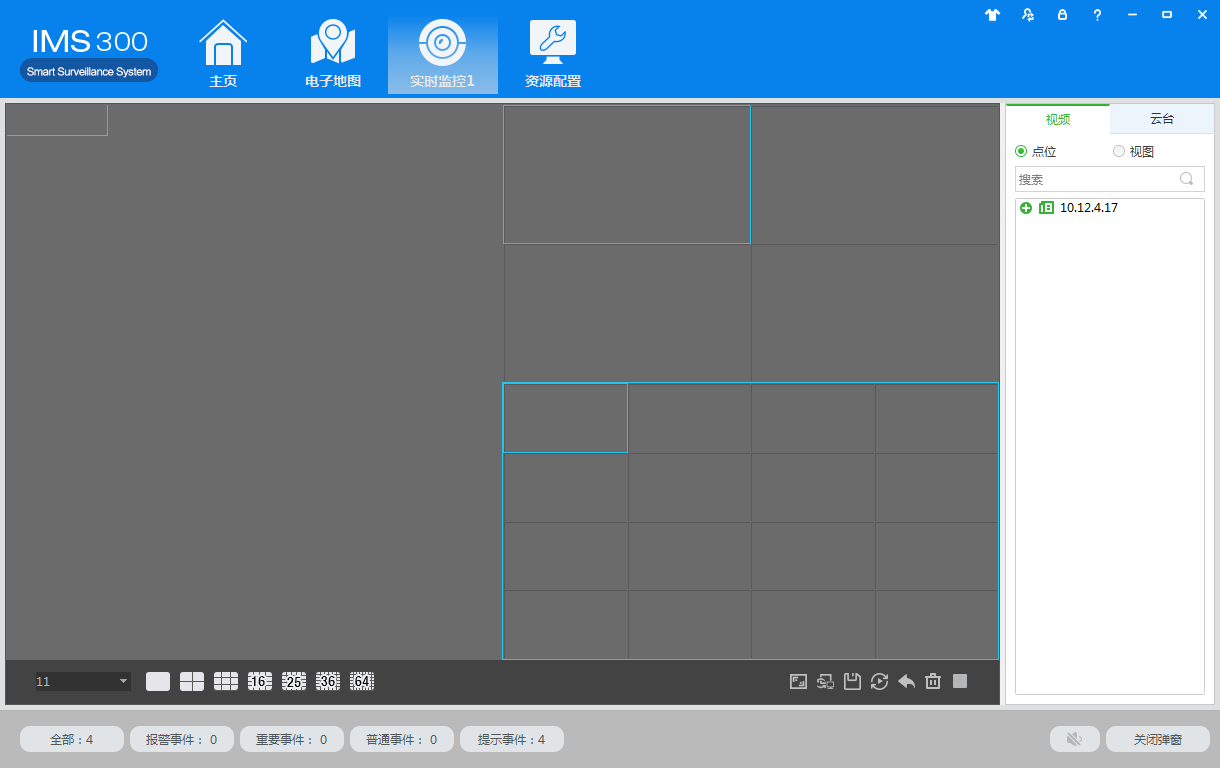 IMS 300
Smart Surveillance System
主页
电子地图
实时监控1
资源配置
?
视频
云台
点位
视图
搜索
10.12.4.17
11
16
25
36
64
全部：4
报警事件： 0
重要事件： 0
普通事件： 0
提示事件：4
关闭弹窗